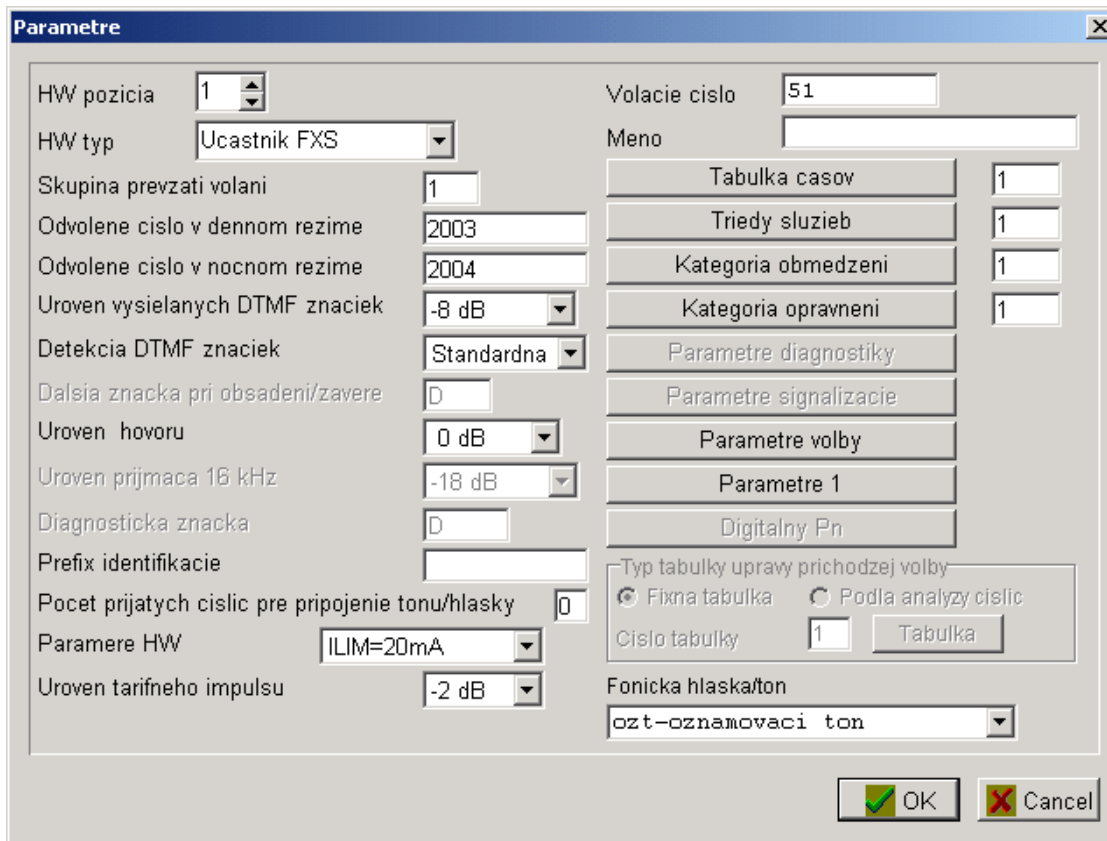 Parametre
HW pozicia 1
HW typ Ucastnik FXS
Skupina prevzati volani 1
Odvolene cislo v dennom rezime 2003
Odvolene cislo v nocnom rezime 2004
Uroven vysielanych DTMF znaciek -8 dB
Detekcia DTMF znaciek Standardna
Dalsia znacka pri obsadeni/zavere D
Uroven hovoru 0 dB
Uroven prijmaca 16 kHz -18 dB
Diagnosticka znacka D
Prefix identifikacie
Pocet prijatych cislic pre pripojenie tonu/hlasky 0
Paramere HW ILIM=20mA
Uroven tarifneho impulsu -2 dB
Volacie cislo 51
Meno
Tabulka casov 1
Triedy sluzieb 1
Kategoria obmedzeni 1
Kategoria opravneni 1
Parametre diagnostiky
Parametre signalizacie
Parametre volby
Parametre 1
Digitalny Pn
Typ tabulky upravy prichodzej volby
Fixna tabulka Podla analyzy cislic
Cislo tabulky 1 Tabulka
Fonicka hlaska/ton
ozt-oznamovaci ton
OK Cancel